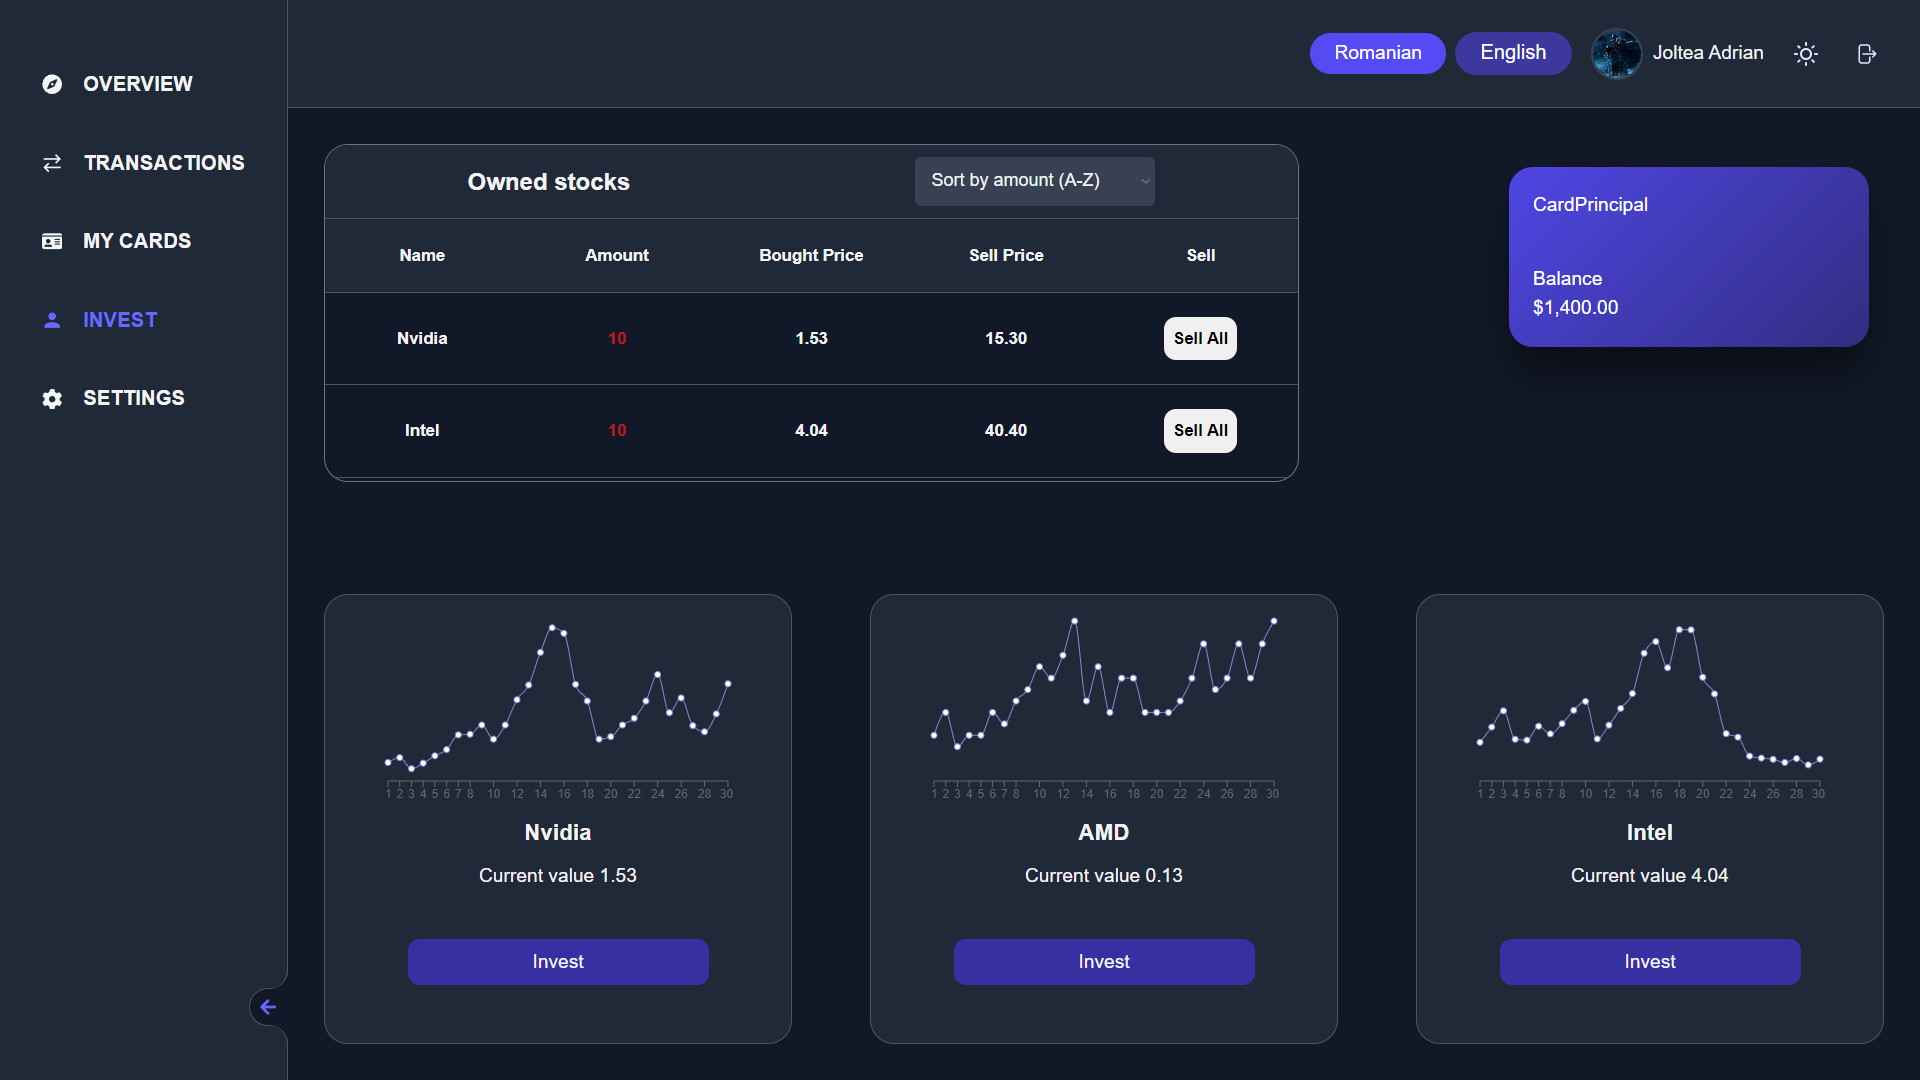 OVERVIEW
TRANSACTIONS
MY CARDS
INVEST
SETTINGS
Romanian English Joltea Adrian
Owned stocks Sort by amount (A-Z)
Name Amount Bought Price Sell Price Sell
Nvidia 10 1.53 15.30 Sell All
Intel 10 4.04 40.40 Sell All
CardPrincipal
Balance
$1,400.00
1 2 3 4 5 6 7 8 10 12 14 16 18 20 22 24 26 28 30
Nvidia
Current value 1.53
Invest
1 2 3 4 5 6 7 8 10 12 14 16 18 20 22 24 26 28 30
AMD
Current value 0.13
Invest
1 2 3 4 5 6 7 8 10 12 14 16 18 20 22 24 26 28 30
Intel
Current value 4.04
Invest